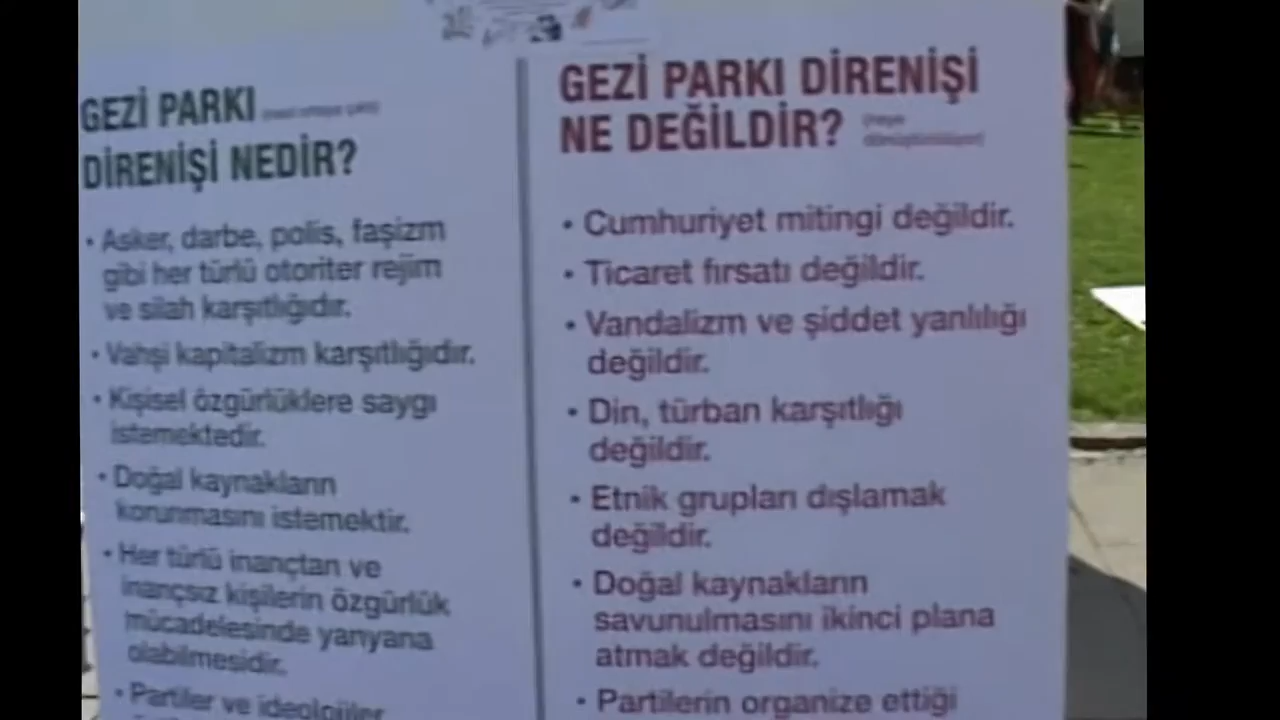 GEZİ PARKI
DİRENİŞİ NEDİR?
• Asker, darbe, polis, faşizm
gibi her türlü otoriter rejim
ve silah karşıtlığıdır.
• Vahşi kapitalizm karşıtlığıdır.
• Kişisel özgürlüklere saygı
istemektedir.
• Doğal kaynakların
korunmasını istemektir.
• Her türlü inançtan ve
inançsız kişilerin özgürlük
mücadelesinde yanyana
olabilmesidir.
• Partiler ve ideolojiler
GEZİ PARKI DİRENİŞİ
NE DEĞİLDİR?
• Cumhuriyet mitingi değildir.
• Ticaret fırsatı değildir.
• Vandalizm ve şiddet yanlılığı
değildir.
• Din, türban karşıtlığı
değildir.
• Etnik grupları dışlamak
değildir.
• Doğal kaynakların
savunulmasını ikinci plana
atmak değildir.
• Partilerin organize ettiği